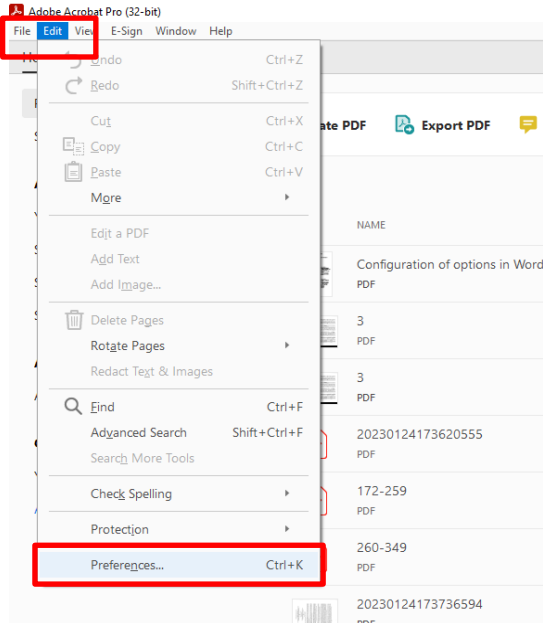 Adobe Acrobat Pro (32-bit)
File Edit View E-Sign Window Help
Undo Ctrl+Z
Redo Shift+Ctrl+Z
Cut Ctrl+X
Copy Ctrl+C
Paste Ctrl+V
More
Edit a PDF
Add Text
Add Image...
Delete Pages
Rotate Pages
Redact Text & Images
Find Ctrl+F
Advanced Search Shift+Ctrl+F
Search More Tools
Check Spelling
Protection
Preferences... Ctrl+K
ate PDF Export PDF
NAME
Configuration of options in Word
PDF
3
PDF
3
PDF
20230124173620555
PDF
172-259
PDF
260-349
PDF
20230124173736594
PDF